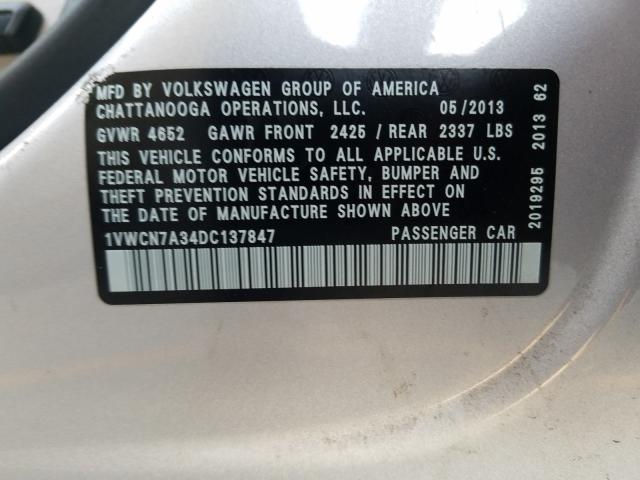 MFD BY VOLKSWAGEN GROUP OF AMERICA
CHATTANOOGA OPERATIONS, LLC. 05/2013
GVWR 4652 GAWR FRONT 2425/REAR 2337 LBS
THIS VEHICLE CONFORMS TO ALL APPLICABLE U.S.
FEDERAL MOTOR VEHICLE SAFETY, BUMPER AND
THEFT PREVENTION STANDARDS IN EFFECT ON
THE DATE OF MANUFACTURE SHOWN ABOVE
1VWCN7A34DC137847 PASSENGER CAR
2019295 2013 62